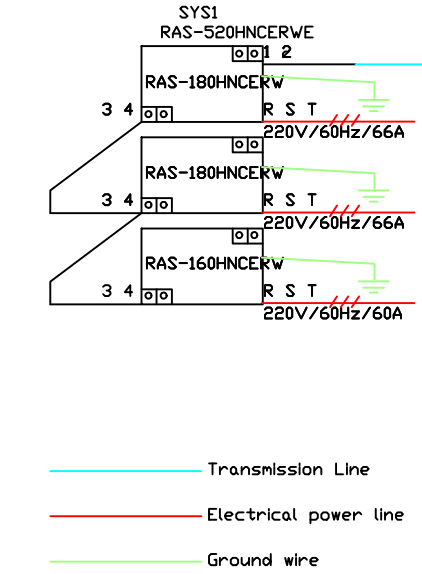 SYS1
RAS-520HNCERWE
1 2
RAS-180HNCERW
3 4
R S T
220V/60Hz/66A
RAS-180HNCERW
3 4
R S T
220V/60Hz/66A
RAS-160HNCERW
3 4
R S T
220V/60Hz/60A
Transmission Line
Electrical power line
Ground wire